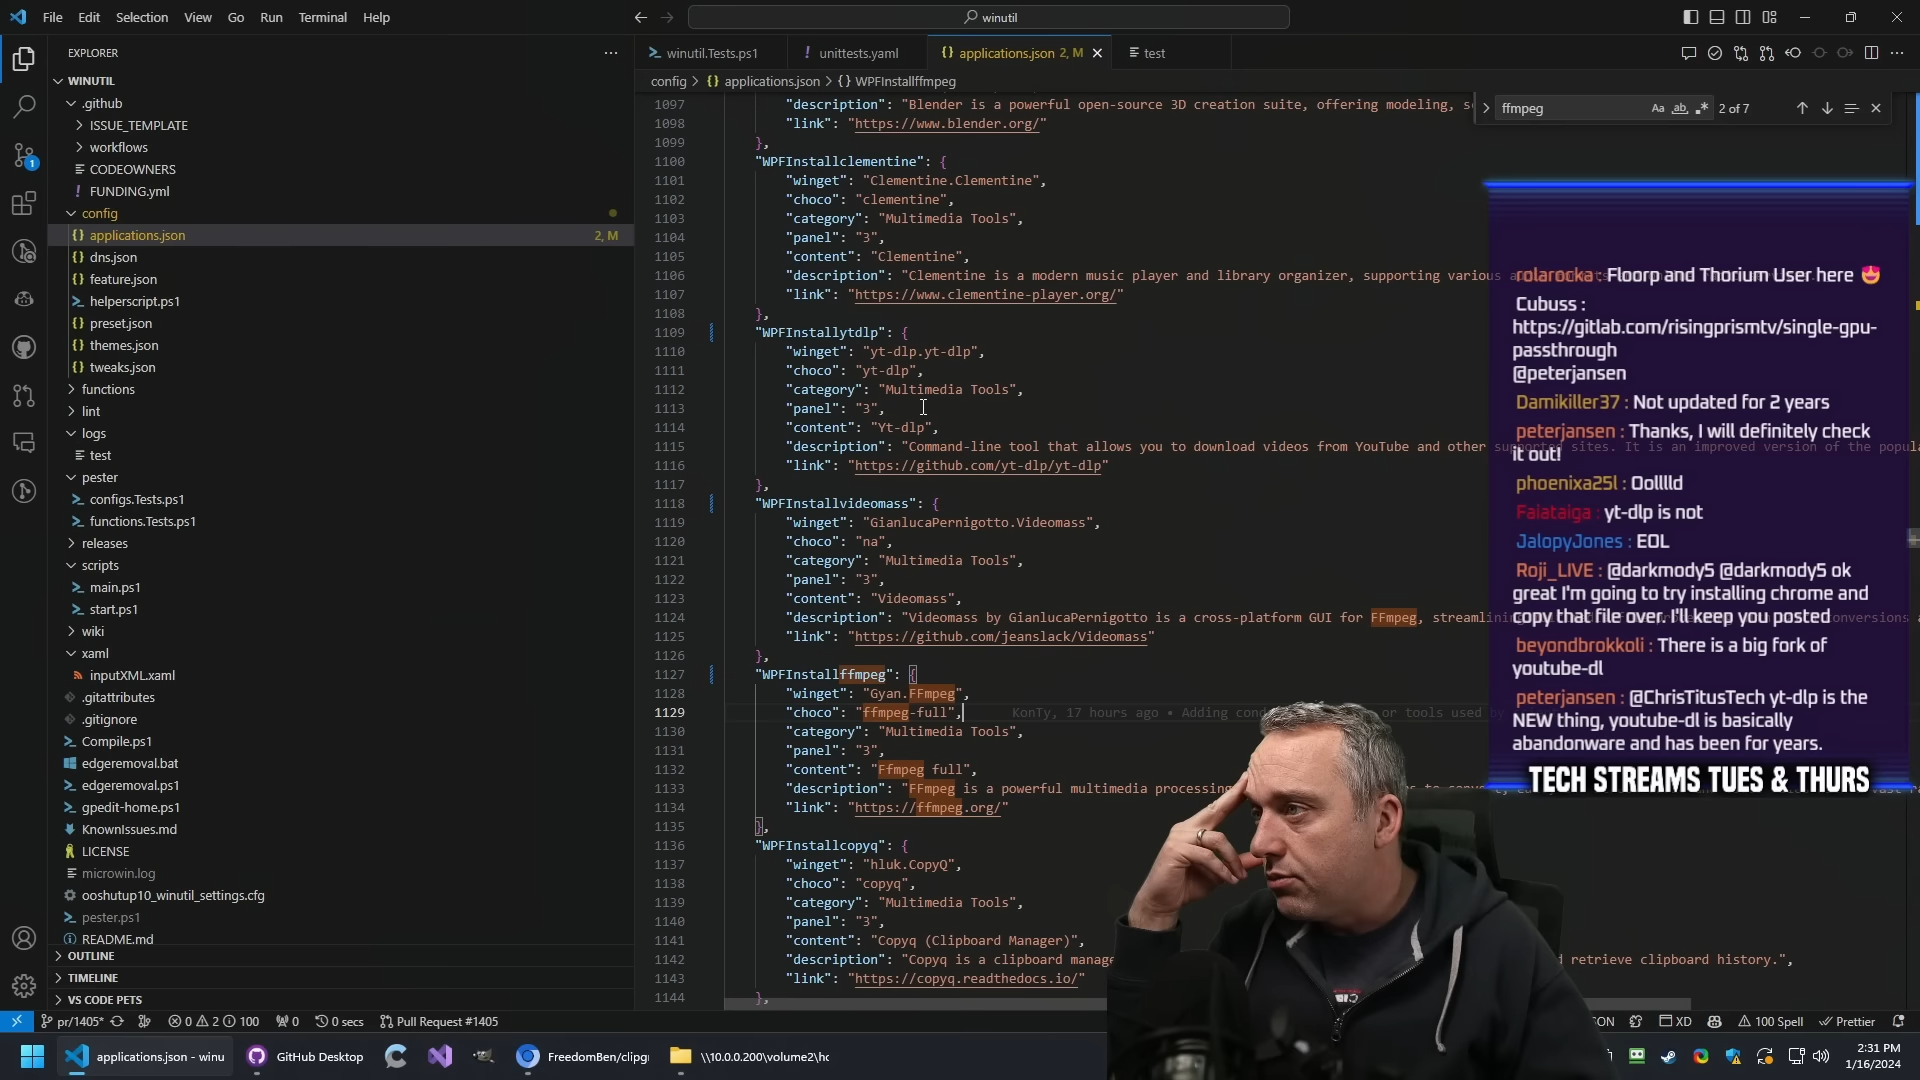 File Edit Selection View Go Run Terminal Help
winutil
EXPLORER
WINUTIL
.github
ISSUE_TEMPLATE
workflows
CODEOWNERS
FUNDING.yml
config
applications.json 2, M
dns.json
feature.json
helperscript.ps1
preset.json
themes.json
tweaks.json
functions
lint
logs
test
pester
configs.Tests.ps1
functions.Tests.ps1
releases
scripts
main.ps1
start.ps1
wiki
xaml
inputXML.xaml
.gitattributes
.gitignore
Compile.ps1
edgeremoval.bat
edgeremoval.ps1
gpedit-home.ps1
KnownIssues.md
LICENSE
microwin.log
ooshutup10_winutil_settings.cfg
pester.ps1
README.md
OUTLINE
TIMELINE
VS CODE PETS
winutil.Tests.ps1 unittests.yaml applications.json 2, M test
config > applications.json > WPFInstallffmpeg
ffmpeg Aa ab 2 of 7
1097 "description": "Blender is a powerful open-source 3D creation suite, offering modeling,
1098 "link": "https://www.blender.org/"
1099 },
1100 "WPFInstallclementine": {
1101 "winget": "Clementine.Clementine",
1102 "choco": "clementine",
1103 "category": "Multimedia Tools",
1104 "panel": "3",
1105 "content": "Clementine",
1106 "description": "Clementine is a modern music player and library organizer, supporting various
1107 "link": "https://www.clementine-player.org/"
1108 },
1109 "WPFInstallytdlp": {
1110 "winget": "yt-dlp.yt-dlp",
1111 "choco": "yt-dlp",
1112 "category": "Multimedia Tools",
1113 "panel": "3",
1114 "content": "Yt-dlp",
1115 "description": "Command-line tool that allows you to download videos from YouTube and other supported sites. It is an improved version of the
1116 "link": "https://github.com/yt-dlp/yt-dlp"
1117 },
1118 "WPFInstallvideomass": {
1119 "winget": "GianlucaPernigotto.Videomass",
1120 "choco": "na",
1121 "category": "Multimedia Tools",
1122 "panel": "3",
1123 "content": "Videomass",
1124 "description": "Videomass by GianlucaPernigotto is a cross-platform GUI for FFmpeg, streamlining conversions
1125 "link": "https://github.com/jeanslack/Videomass"
1126 },
1127 "WPFInstallffmpeg": {
1128 "winget": "Gyan.FFmpeg",
1129 "choco": "ffmpeg-full", KonTy, 17 hours ago • Adding or tools used by
1130 "category": "Multimedia Tools",
1131 "panel": "3",
1132 "content": "Ffmpeg full",
1133 "description": "FFmpeg is a powerful multimedia processing
1134 "link": "https://ffmpeg.org/"
1135 },
1136 "WPFInstallcopyq": {
1137 "winget": "hluk.CopyQ",
1138 "choco": "copyq",
1139 "category": "Multimedia Tools",
1140 "panel": "3",
1141 "content": "Copyq (Clipboard Manager)",
1142 "description": "Copyq is a clipboard retrieve clipboard history.",
1143 "link": "https://copyq.readthedocs.io/"
1144 },
rolarocka : Floorp and Thorium User here 😍
Cubuss :
https://gitlab.com/risingprismtv/single-gpu-
passthrough
@peterjansen
Damikiller37 : Not updated for 2 years
peterjansen : Thanks, I will definitely check
it out!
phoenixa25l : Oolllld
Faiataiga : yt-dlp is not
JalopyJones : EOL
Roji_LIVE : @darkmody5 @darkmody5 ok
great I'm going to try installing chrome and
copy that file over. I'll keep you posted
beyondbrokkoli : There is a big fork of
youtube-dl
peterjansen : @ChrisTitusTech yt-dlp is the
NEW thing, youtube-dl is basically
abandonware and has been for years.
TECH STREAMS TUES & THURS
pr/1405* 0 2 100 0 0 secs Pull Request #1405 XD 100 Spell Prettier
applications.json - winu GitHub Desktop FreedomBen/clipg \\10.0.0.200\volume2\hc
2:31 PM
1/16/2024